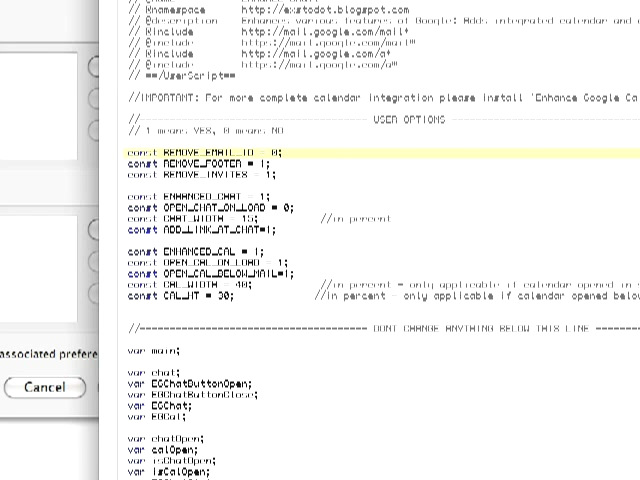 // @namespace http://exstodot.blogspot.com
// @description Enhances various features of Google: Adds integrated calendar and
// @include http://mail.google.com/mail*
// @include https://mail.google.com/mail*
// @include http://mail.google.com/a*
// @include https://mail.google.com/a*
// ==/UserScript==
//IMPORTANT: For more complete calendar integration please install 'Enhance Google Ca
//---------------------------------- USER OPTIONS ----------------------------------
// 1 means YES, 0 means NO
const REMOVE_EMAIL_ID = 0;
const REMOVE_FOOTER = 1;
const REMOVE_INVITES = 1;
const ENHANCED_CHAT = 1;
const OPEN_CHAT_ON_LOAD = 0;
const CHAT_WIDTH = 15; //in percent
const ADD_LINK_AT_CHAT=1;
const ENHANCED_CAL = 1;
const OPEN_CAL_ON_LOAD = 1;
const OPEN_CAL_BELOW_MAIL=1;
const CAL_WIDTH = 40; //in percent - only applicable if calendar opened in s
const CAL_HT = 30; //in percent - only applicable if calendar opened below
//---------------------------------- DONT CHANGE ANYTHING BELOW THIS LINE -------
var main;
var chat;
var EGChatButtonOpen;
var EGChatButtonClose;
var EGChat;
var EGCal;
var chatOpen;
var calOpen;
var isChatOpen;
var isCalOpen;
associated prefere
Cancel